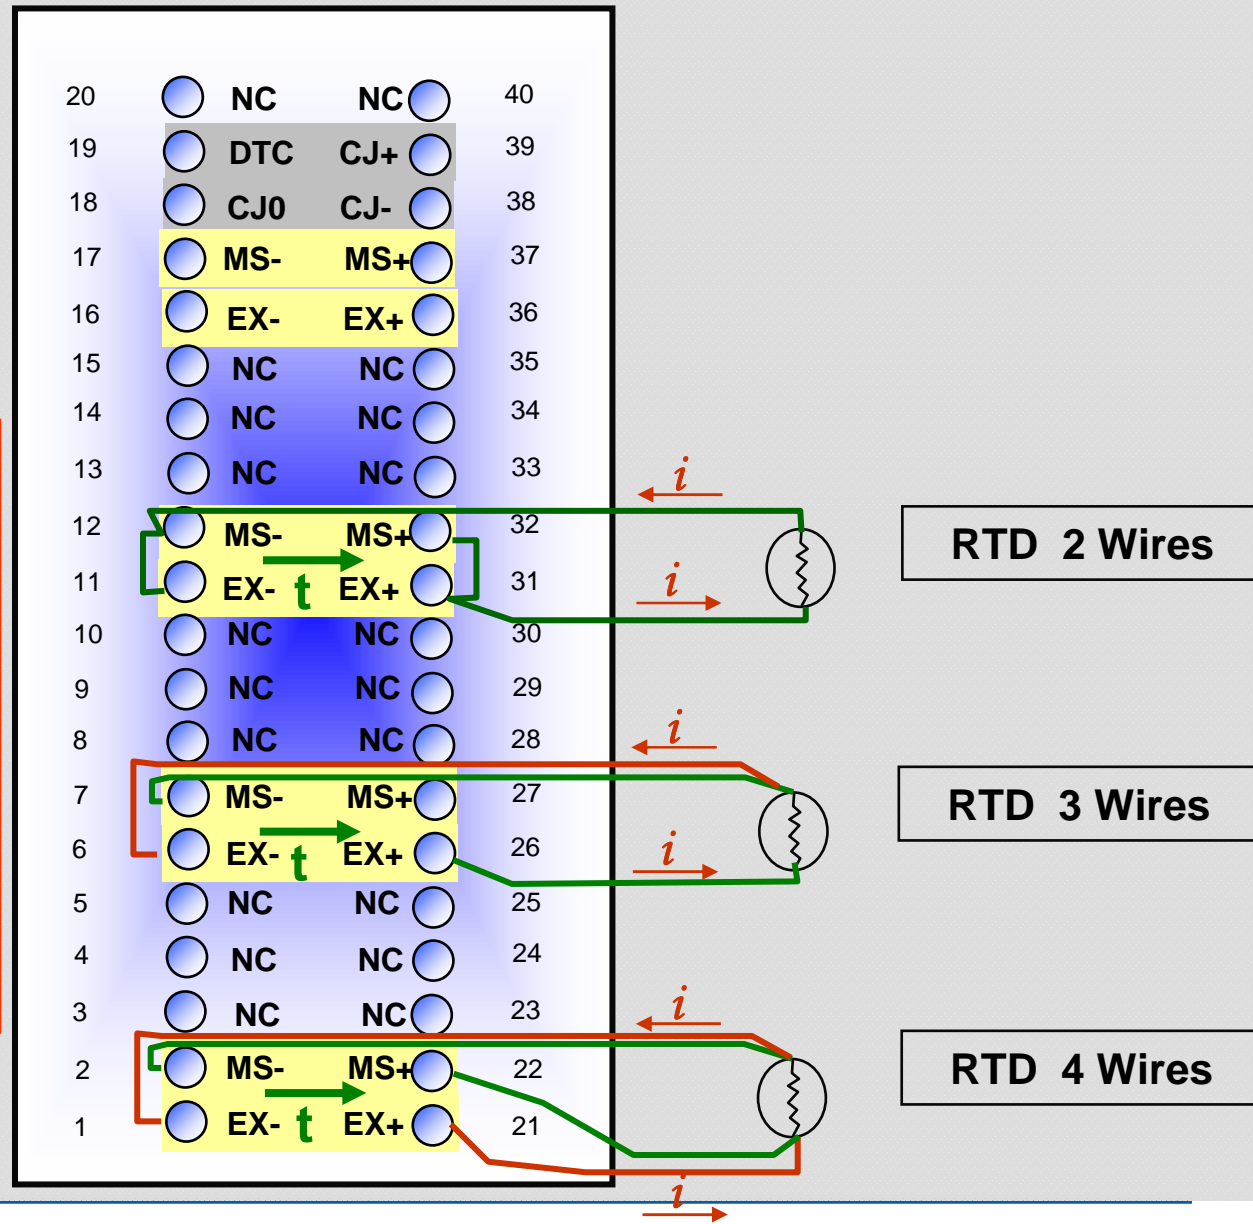 20 NC NC 40
19 DTC CJ+ 39
18 CJ0 CJ- 38
17 MS- MS+ 37
16 EX- EX+ 36
15 NC NC 35
14 NC NC 34
13 NC NC 33
i
12 MS- MS+ 32
RTD 2 Wires
11 EX- t EX+ 31 i
10 NC NC 30
9 NC NC 29
8 NC NC 28 i
7 MS- MS+ 27
RTD 3 Wires
6 EX- t EX+ 26 i
5 NC NC 25
4 NC NC 24
3 NC NC 23 i
2 MS- MS+ 22
RTD 4 Wires
1 EX- t EX+ 21
i